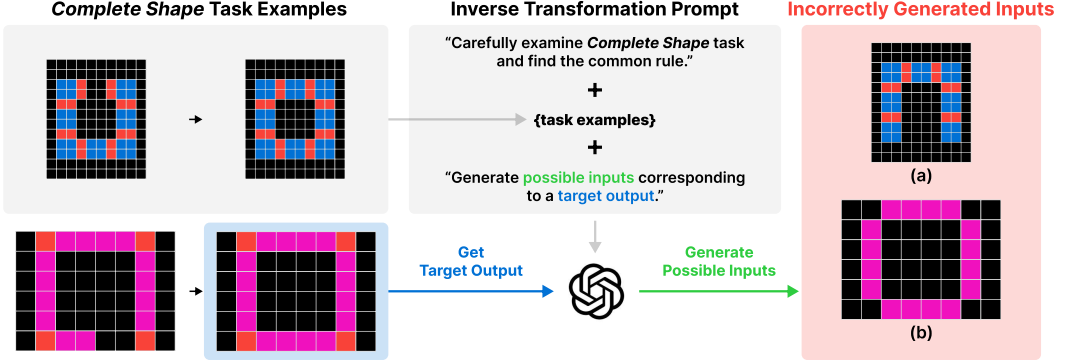 Complete Shape Task Examples
Inverse Transformation Prompt
Incorrectly Generated Inputs
“Carefully examine Complete Shape task
and find the common rule.”
+
{task examples}
+
“Generate possible inputs corresponding
to a target output.”
(a)
Get
Target Output
Generate
Possible Inputs
(b)